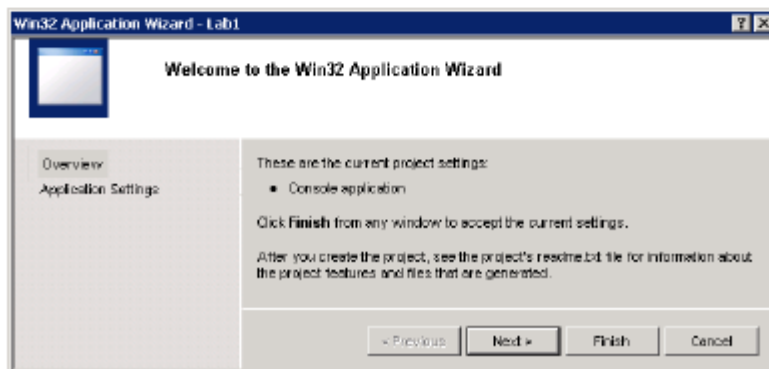 Win32 Application Wizard - Lab1
Welcome to the Win32 Application Wizard
Overview
Application Settings
These are the current project settings:
• Console application
Click Finish from any window to accept the current settings.
After you create the project, see the project's readme.txt file for information about
the project features and files that are generated.
< Previous
Next >
Finish
Cancel